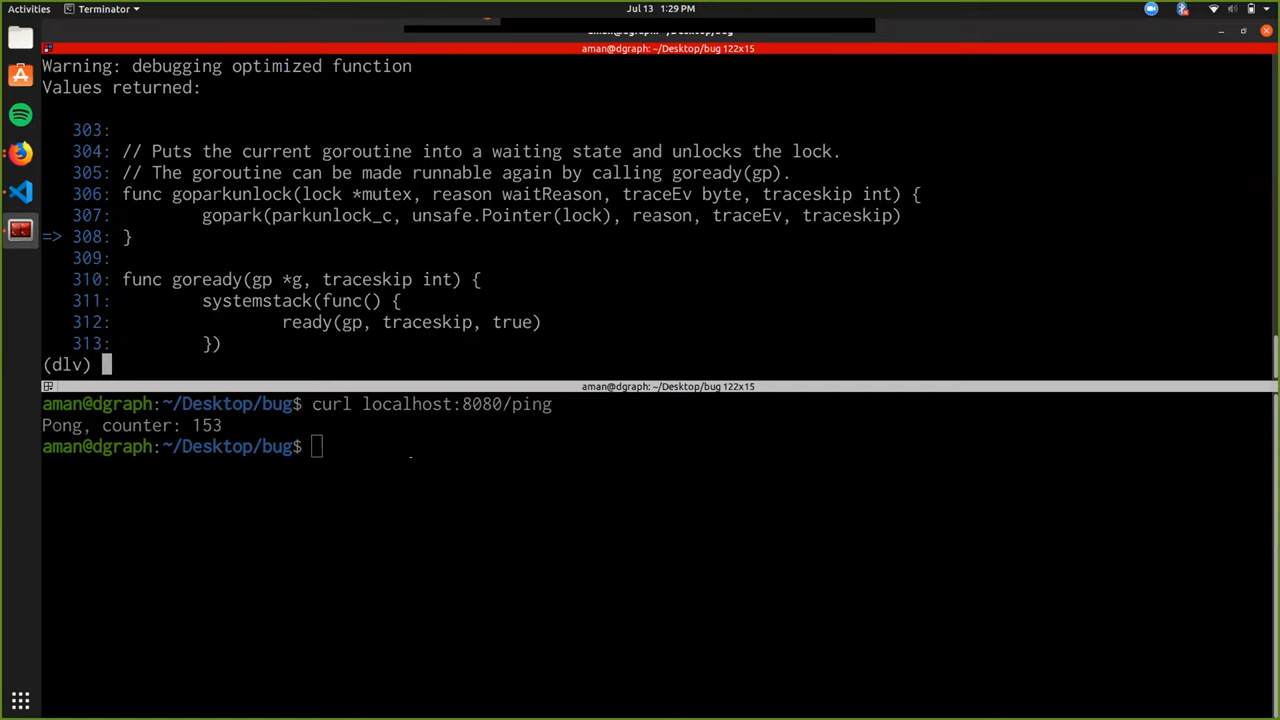 Activities
Terminator
Jul 13 1:29 PM
aman@dgraph: ~/Desktop/bug 122x15
Warning: debugging optimized function
Values returned:
303:
304: // Puts the current goroutine into a waiting state and unlocks the lock.
305: // The goroutine can be made runnable again by calling goready(gp).
306: func goparkunlock(lock *mutex, reason waitReason, traceEv byte, traceskip int) {
307:         gopark(parkunlock_c, unsafe.Pointer(lock), reason, traceEv, traceskip)
=> 308: }
309:
310: func goready(gp *g, traceskip int) {
311:         systemstack(func() {
312:                 ready(gp, traceskip, true)
313:         })
(dlv)
aman@dgraph: ~/Desktop/bug 122x15
aman@dgraph:~/Desktop/bug$ curl localhost:8080/ping
Pong, counter: 153
aman@dgraph:~/Desktop/bug$